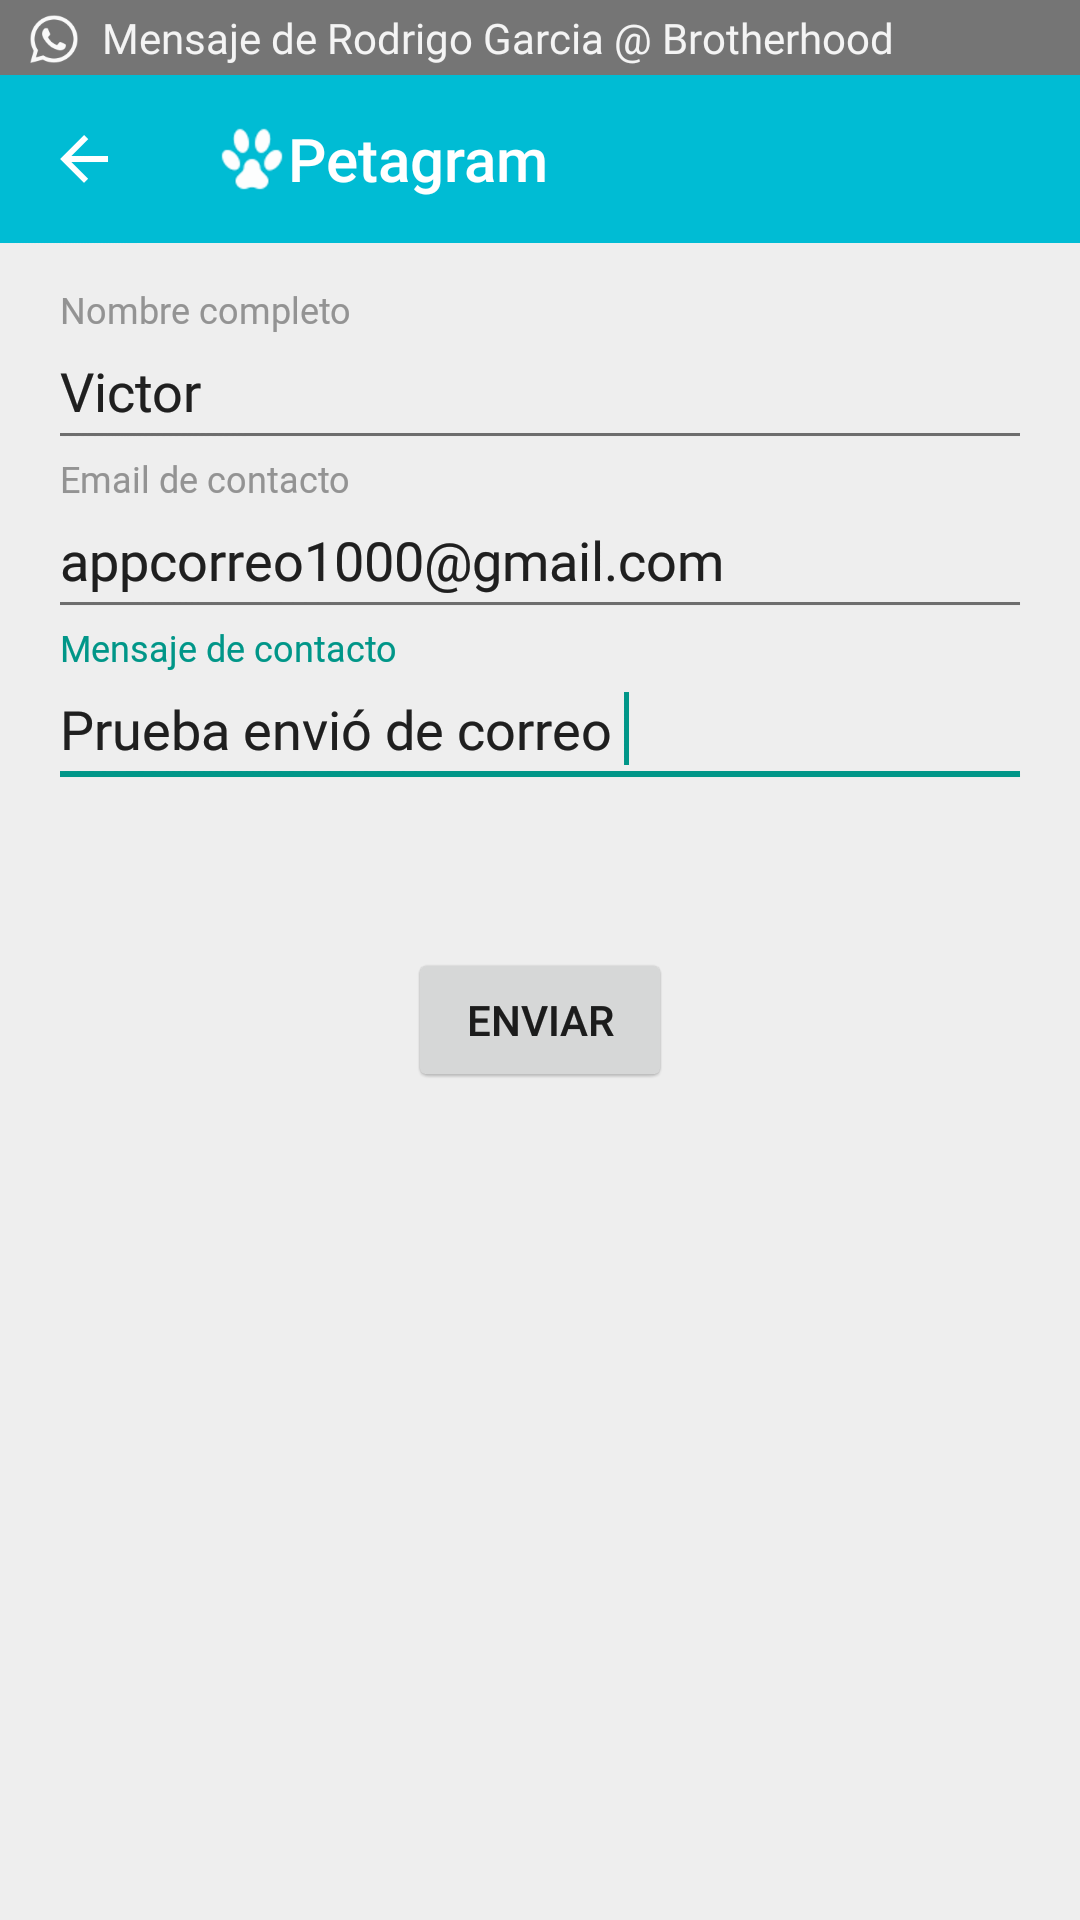 Mensaje de Rodrigo Garcia @ Brotherhood
Petagram
Nombre completo
Victor
Email de contacto
appcorreo1000@gmail.com
Mensaje de contacto
Prueba envió de correo
ENVIAR